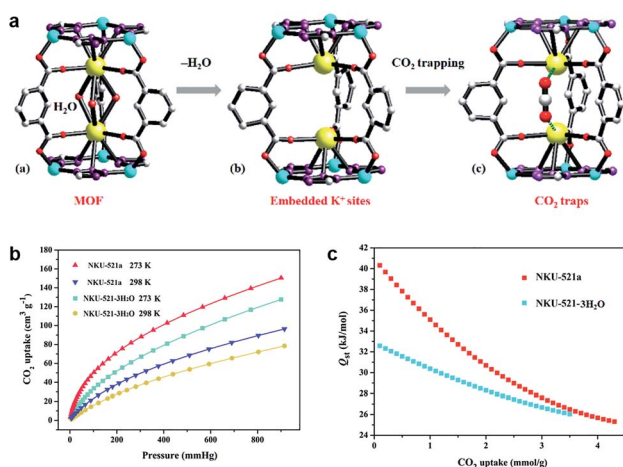 a
–H₂O
CO₂ trapping
H₂O
(a)
(b)
(c)
MOF
Embedded K⁺ sites
CO₂ traps
b
c
180
160
140
120
100
80
60
40
20
0
CO₂ uptake (cm³ g⁻¹)
NKU-521a 273 K
NKU-521a 298 K
NKU-521-3H₂O 273 K
NKU-521-3H₂O 298 K
0 200 400 600 800
Pressure (mmHg)
42
40
38
36
34
32
30
28
26
24
Qst (kJ/mol)
NKU-521a
NKU-521-3H₂O
0 1 2 3 4
CO₂ uptake (mmol/g)